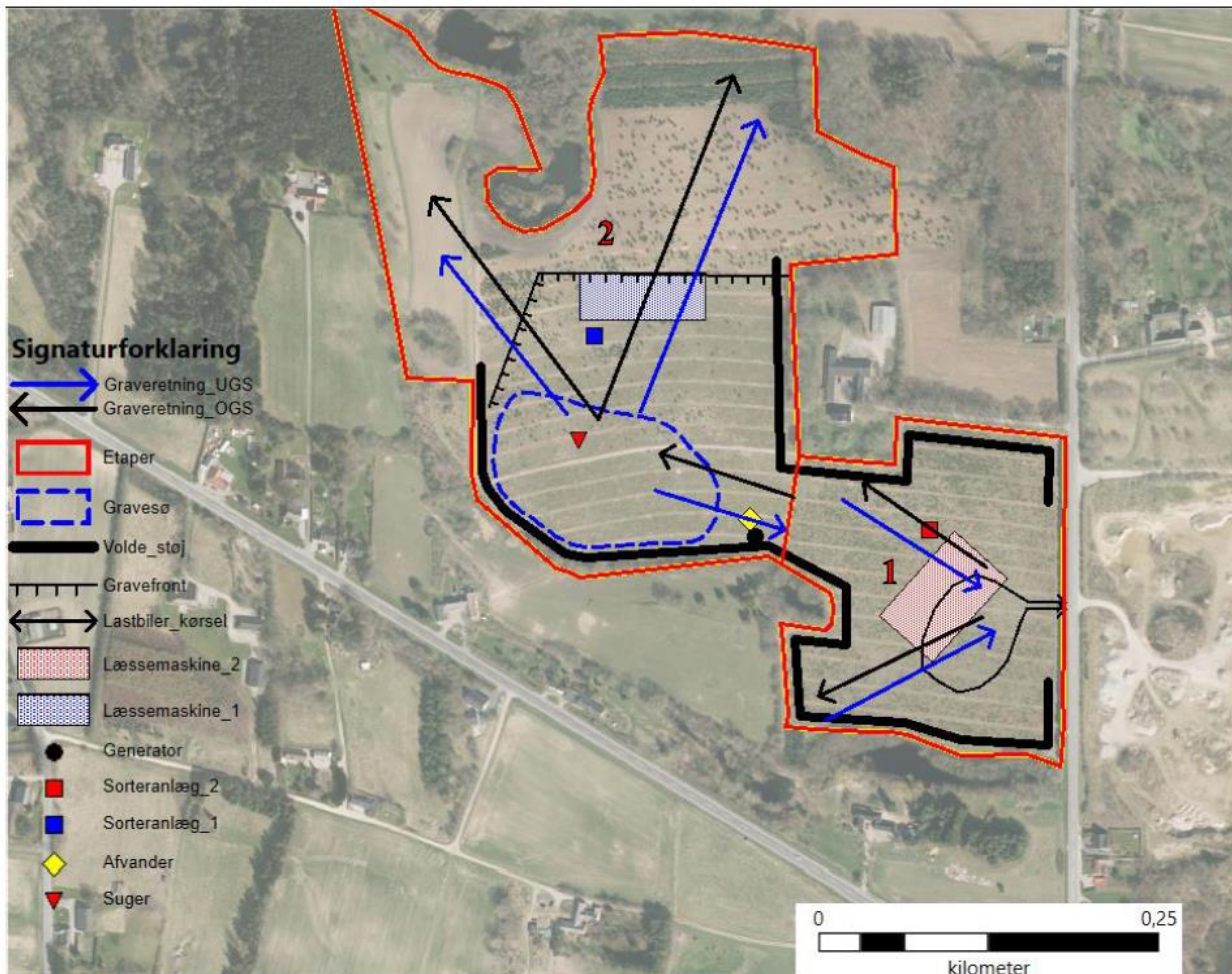 2
Signaturforklaring
Graveretning_UGS
Graveretning_OGS
Etaper
Gravesø
Volde_støj
1
Gravefront
Lastbiler_kørsel
Læssemaskine_2
Læssemaskine_1
Generator
Sorteranlæg_2
Sorteranlæg_1
Afvander
Suger
0 0,25
kilometer